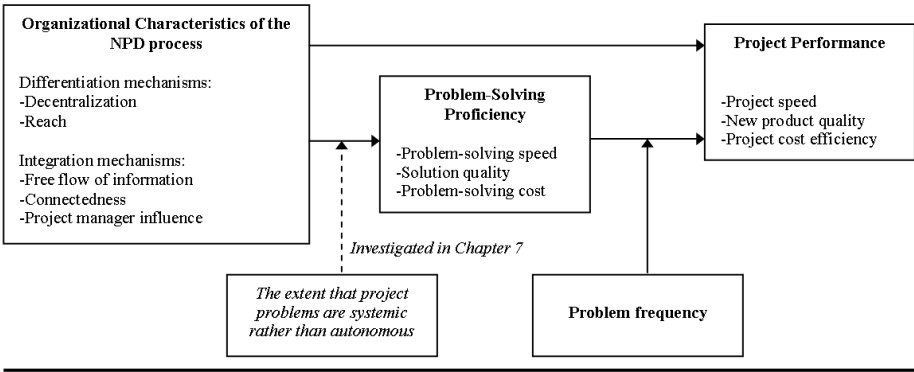 Organizational Characteristics of the
NPD process
Differentiation mechanisms:
-Decentralization
-Reach
Integration mechanisms:
-Free flow of information
-Connectedness
-Project manager influence
Problem-Solving
Proficiency
-Problem-solving speed
-Solution quality
-Problem-solving cost
Project Performance
-Project speed
-New product quality
-Project cost efficiency
Investigated in Chapter 7
The extent that project
problems are systemic
rather than autonomous
Problem frequency